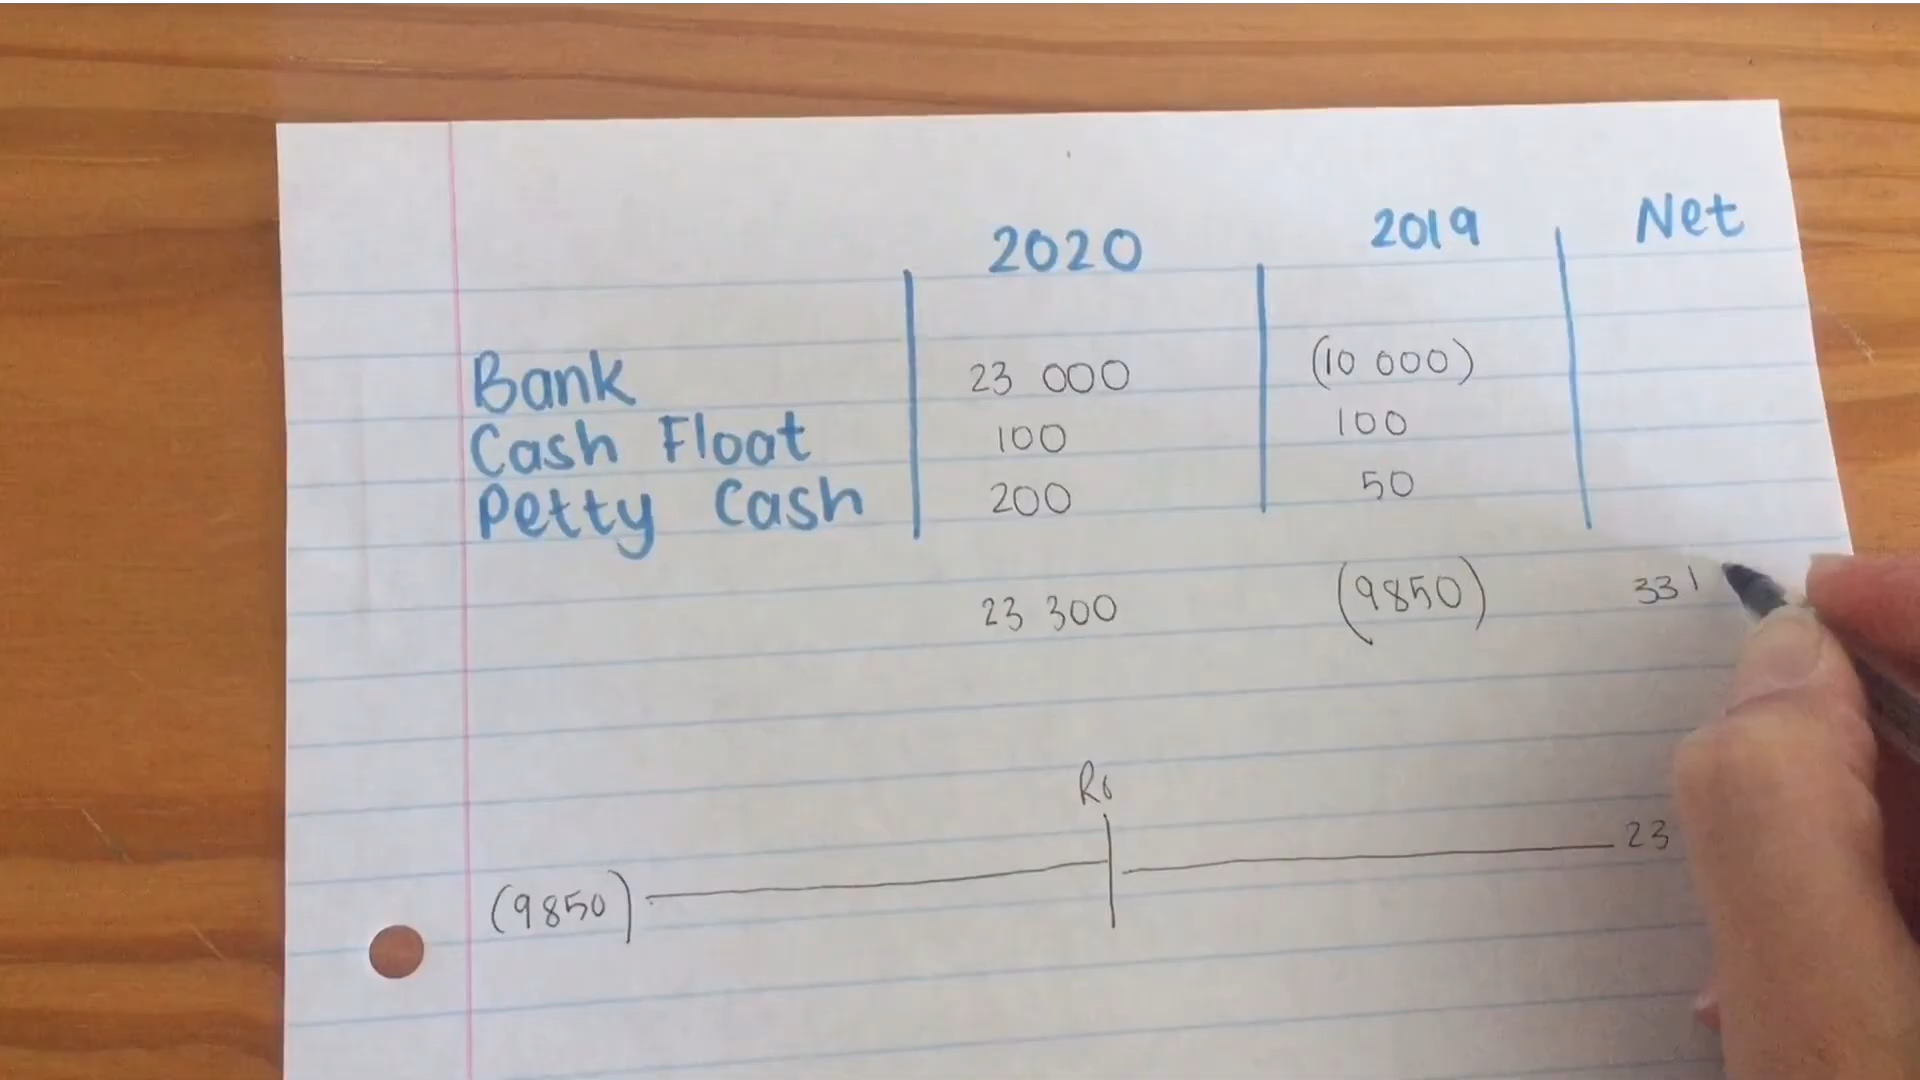 2020 2019 Net
Bank 23 000 (10 000)
Cash Float 100 100
Petty Cash 200 50
23 300 (9850) 331
R0
(9850) 23